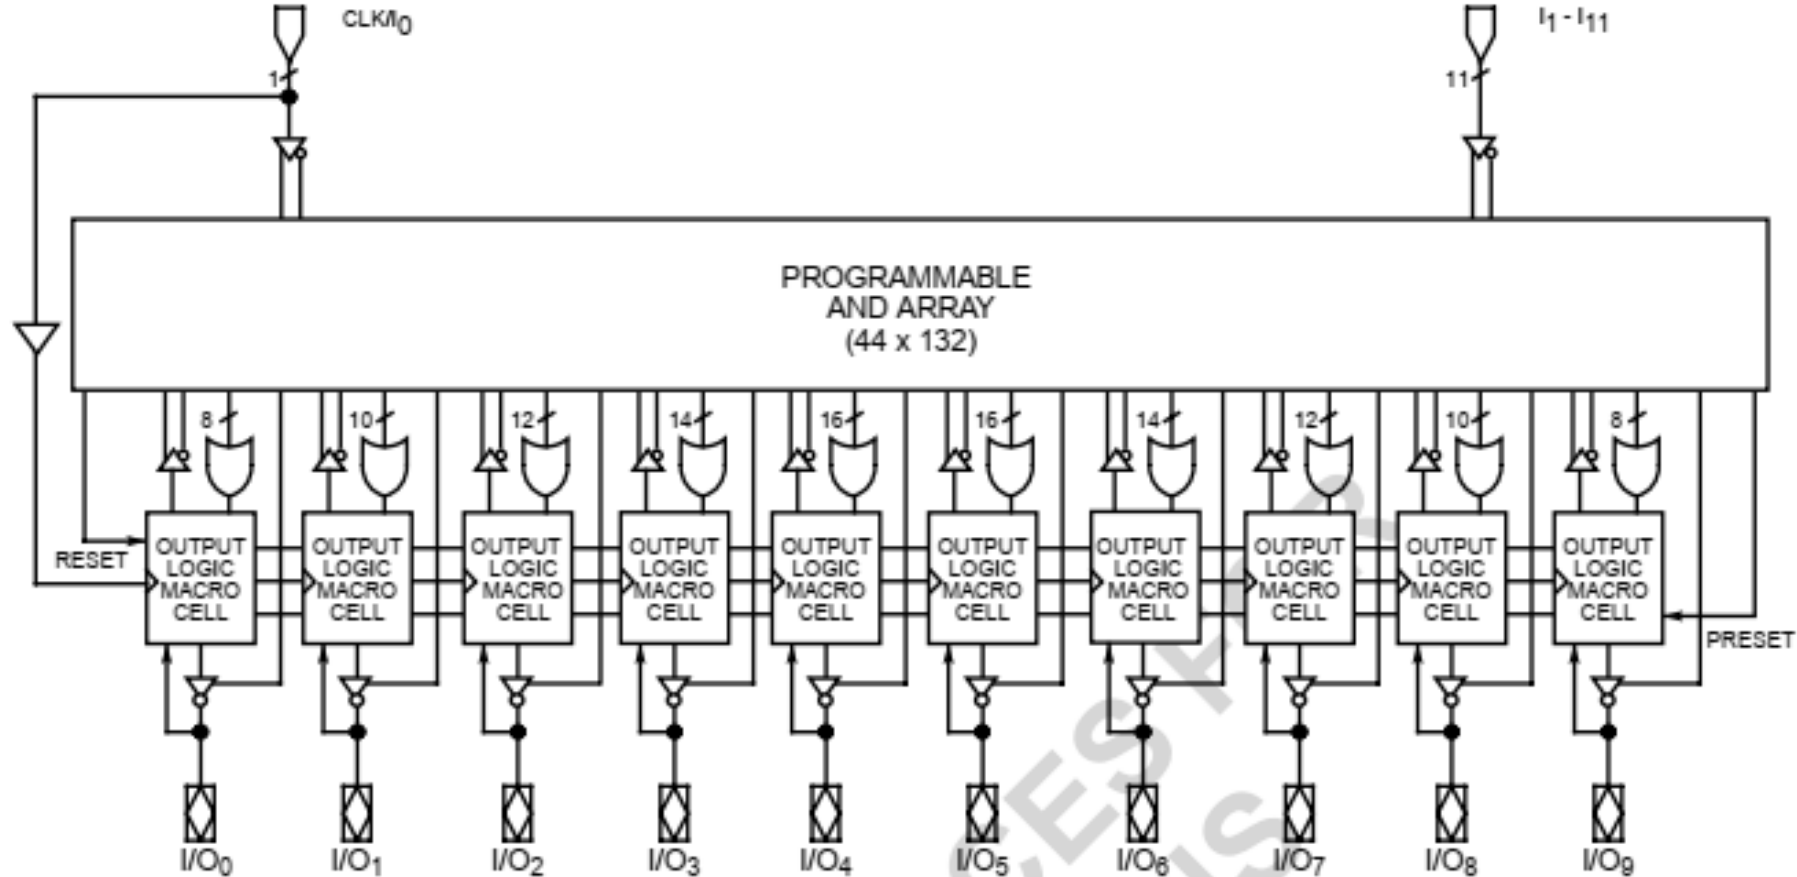 CLK/I0
I1 - I11
1
11
PROGRAMMABLE
AND ARRAY
(44 x 132)
8
10
12
14
16
16
14
12
10
8
RESET
OUTPUT
LOGIC
MACRO
CELL
OUTPUT
LOGIC
MACRO
CELL
OUTPUT
LOGIC
MACRO
CELL
OUTPUT
LOGIC
MACRO
CELL
OUTPUT
LOGIC
MACRO
CELL
OUTPUT
LOGIC
MACRO
CELL
OUTPUT
LOGIC
MACRO
CELL
OUTPUT
LOGIC
MACRO
CELL
OUTPUT
LOGIC
MACRO
CELL
OUTPUT
LOGIC
MACRO
CELL
PRESET
I/O0
I/O1
I/O2
I/O3
I/O4
I/O5
I/O6
I/O7
I/O8
I/O9